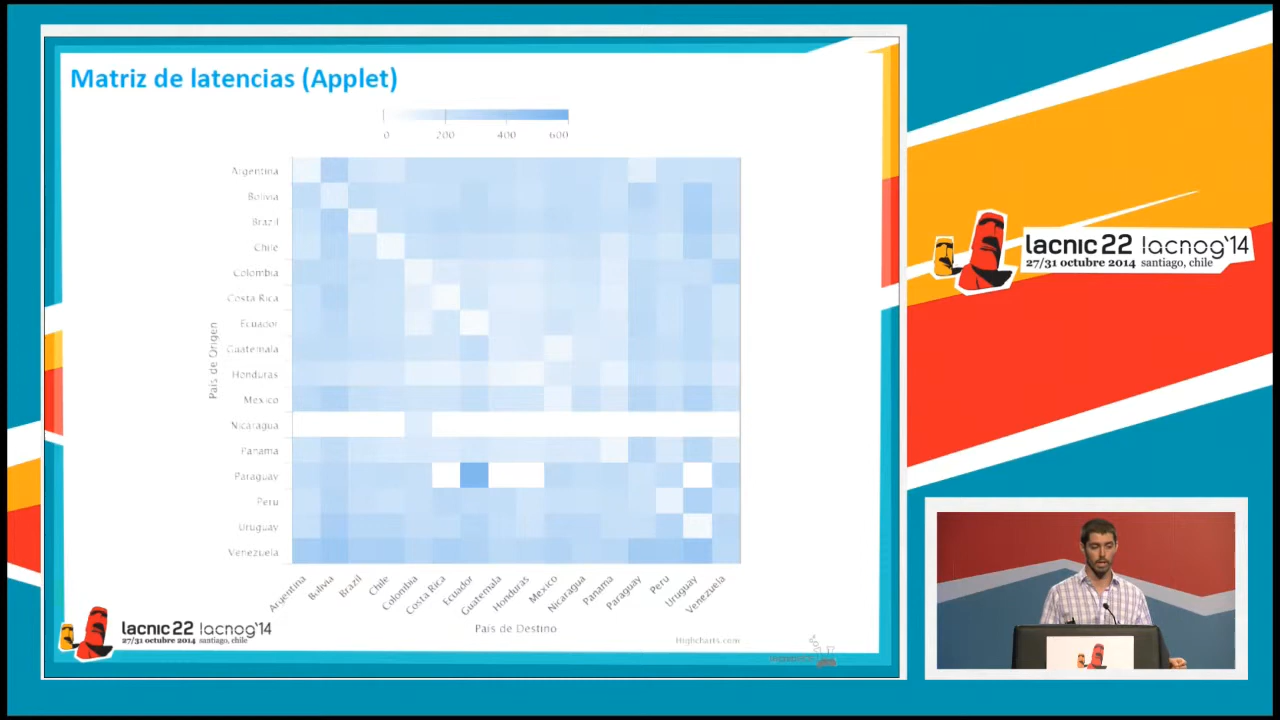 Matriz de latencias (Applet)
0 200 400 600
Argentina
Bolivia
Brazil
Chile
Colombia
Costa Rica
Ecuador
Guatemala
Honduras
Mexico
Nicaragua
Panama
Paraguay
Peru
Uruguay
Venezuela
País de Origen
Argentina
Bolivia
Brazil
Chile
Colombia
Costa Rica
Ecuador
Guatemala
Honduras
Mexico
Nicaragua
Panama
Paraguay
Peru
Uruguay
Venezuela
País de Destino
Highcharts.com
lacnic 22 lacnog'14
27/31 octubre 2014 santiago, chile
lacnic 22 lacnog'14
27/31 octubre 2014 santiago, chile